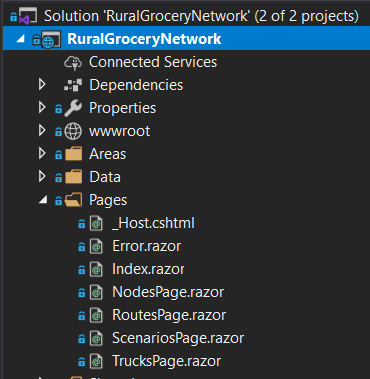 Solution 'RuralGroceryNetwork' (2 of 2 projects)
RuralGroceryNetwork
Connected Services
Dependencies
Properties
wwwroot
Areas
Data
Pages
_Host.cshtml
Error.razor
Index.razor
NodesPage.razor
RoutesPage.razor
ScenariosPage.razor
TrucksPage.razor